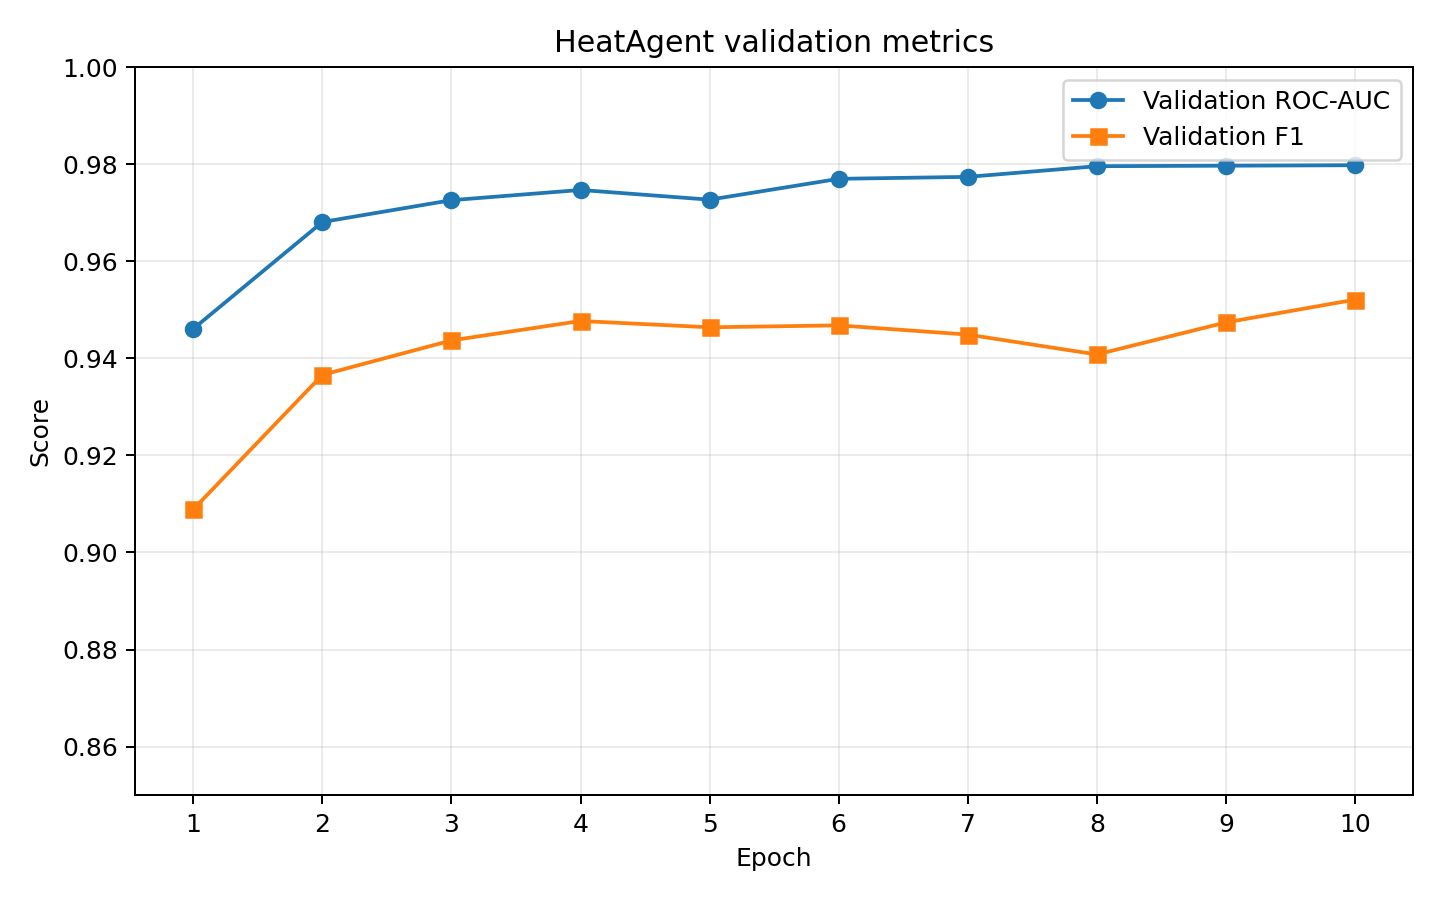 HeatAgent validation metrics
1.00
0.98
0.96
0.94
0.92
0.90
0.88
0.86
Score
Validation ROC-AUC
Validation F1
1 2 3 4 5 6 7 8 9 10
Epoch